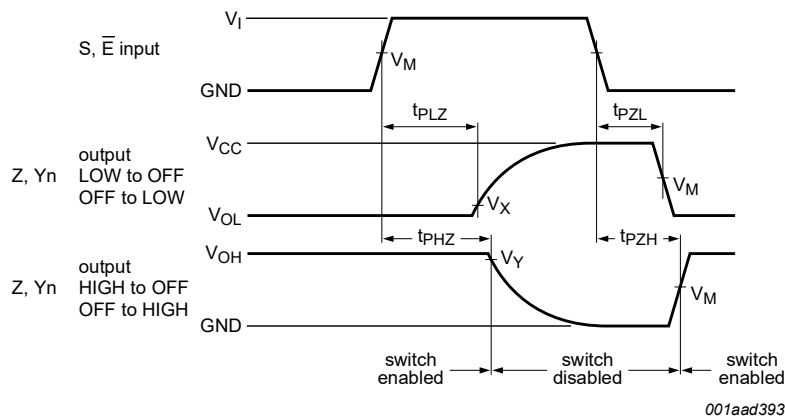 V_I
S, E̅ input
V_M
GND
t_PLZ
t_PZL
V_CC
Z, Yn
output
LOW to OFF
OFF to LOW
V_M
V_X
V_OL
t_PHZ
t_PZH
V_OH
V_Y
Z, Yn
output
HIGH to OFF
OFF to HIGH
V_M
GND
switch
enabled
switch
disabled
switch
enabled
001aad393